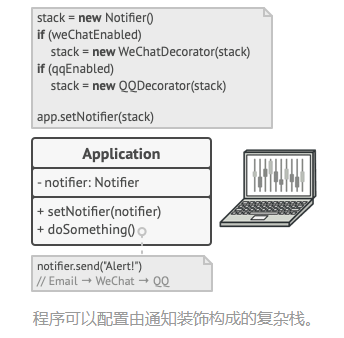 stack = new Notifier()
if (weChatEnabled)
stack = new WeChatDecorator(stack)
if (qqEnabled)
stack = new QQDecorator(stack)
app.setNotifier(stack)
Application
- notifier: Notifier
+ setNotifier(notifier)
+ doSomething()
notifier.send("Alert!")
// Email → WeChat → QQ
程序可以配置由通知装饰构成的复杂栈。